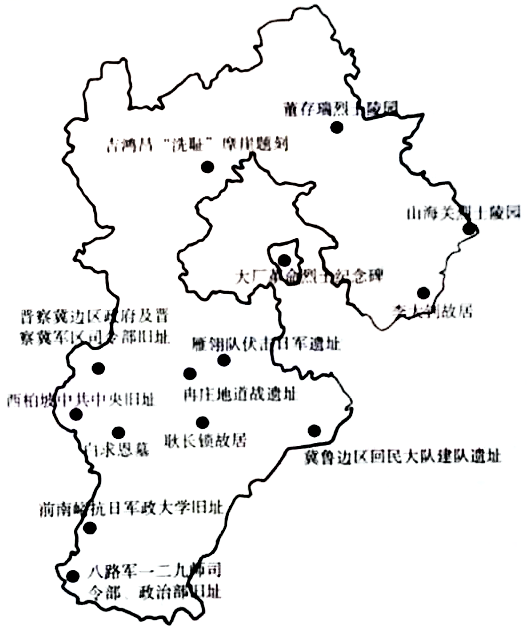 董存瑞烈士陵园
吉鸿昌“洗耻”摩崖题刻
山海关烈士陵园
大厂革命烈士纪念碑
李大钊故居
晋察冀边区政府及晋
察冀军区司令部旧址
雁翎队伏击日军遗址
冉庄地道战遗址
西柏坡中共中央旧址
白求恩墓
耿长锁故居
冀鲁边区回民大队建队遗址
前南峪抗日军政大学旧址
八路军一二九师司
令部、政治部旧址